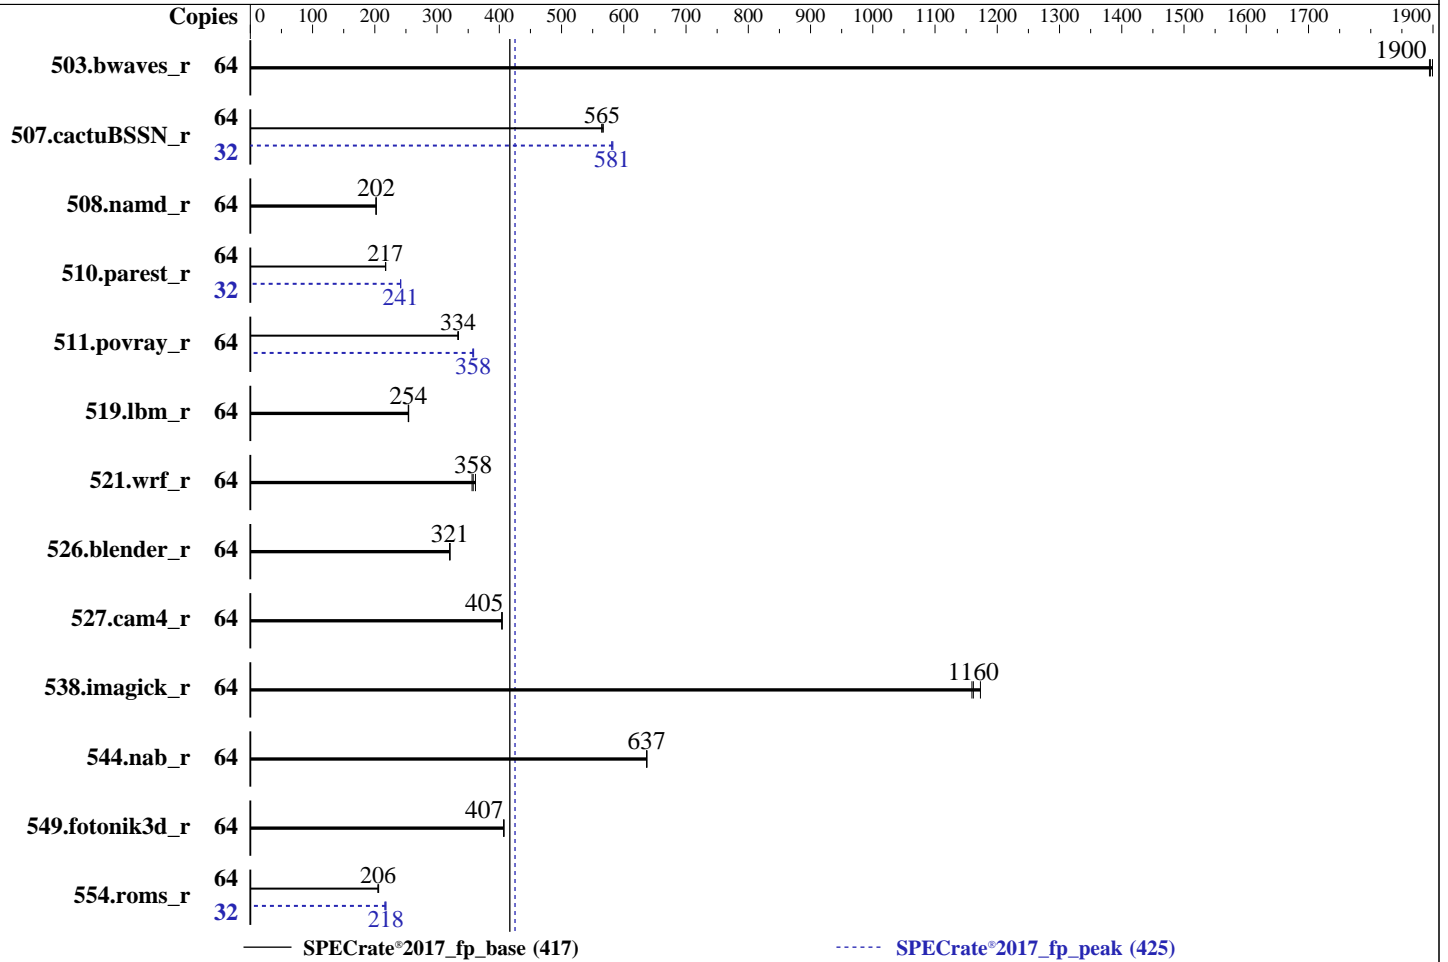 Copies 0 100 200 300 400 500 600 700 800 900 1000 1100 1200 1300 1400 1500 1600 1700 1900
503.bwaves_r 64 1900
507.cactuBSSN_r 64 565
32 581
508.namd_r 64 202
510.parest_r 64 217
32 241
511.povray_r 64 334
358
519.lbm_r 64 254
521.wrf_r 64 358
526.blender_r 64 321
527.cam4_r 64 405
538.imagick_r 64 1160
544.nab_r 64 637
549.fotonik3d_r 64 407
554.roms_r 64 206
32 218
SPECrate®2017_fp_base (417) SPECrate®2017_fp_peak (425)